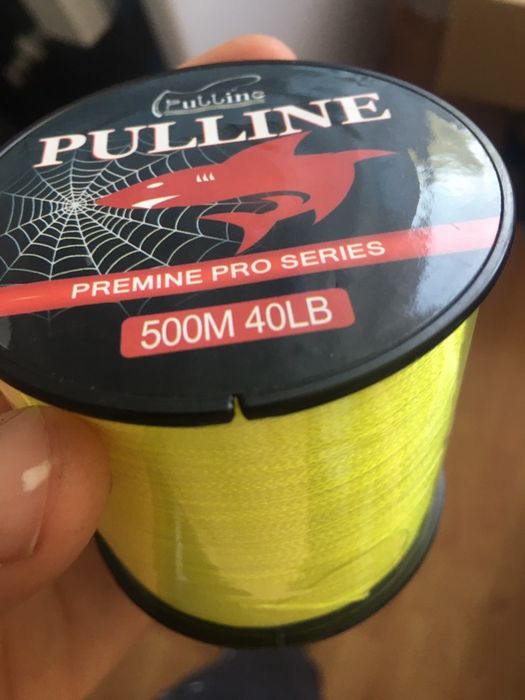 Pulline
PULLINE
PREMINE PRO SERIES
500M 40LB